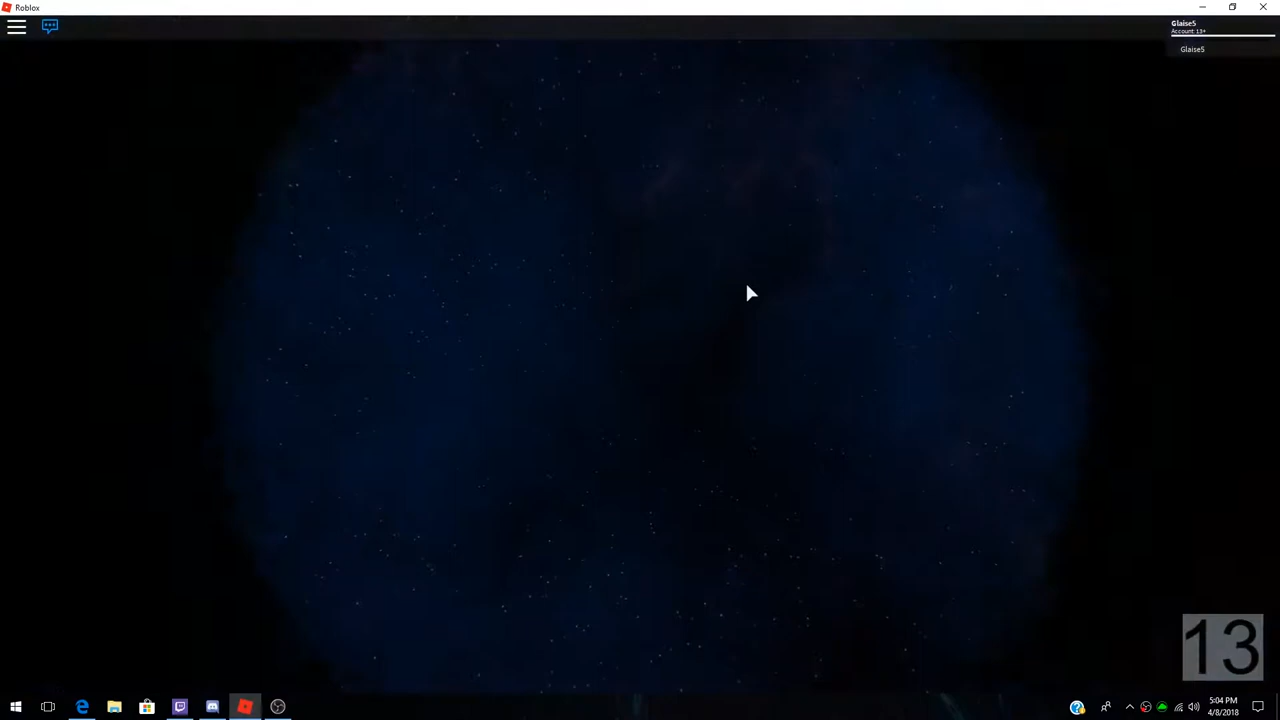 Roblox
Glaise5
Account: 13+
Glaise5
13
5:04 PM
4/8/2018